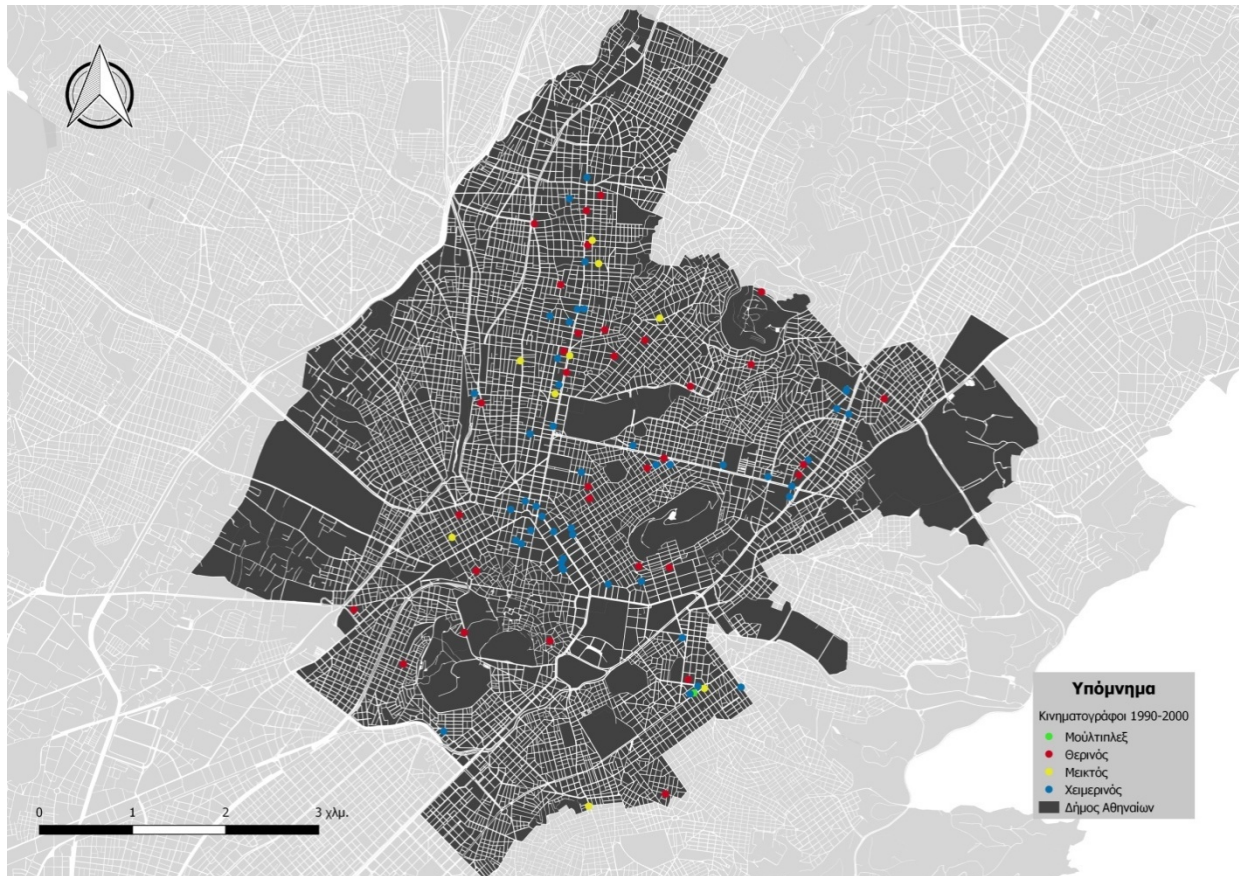 Υπόμνημα
Κινηματογράφοι 1990-2000
Μούλτιπλεξ
Θερινός
Μεικτός
Χειμερινός
Δήμος Αθηναίων
0 1 2 3 χλμ.